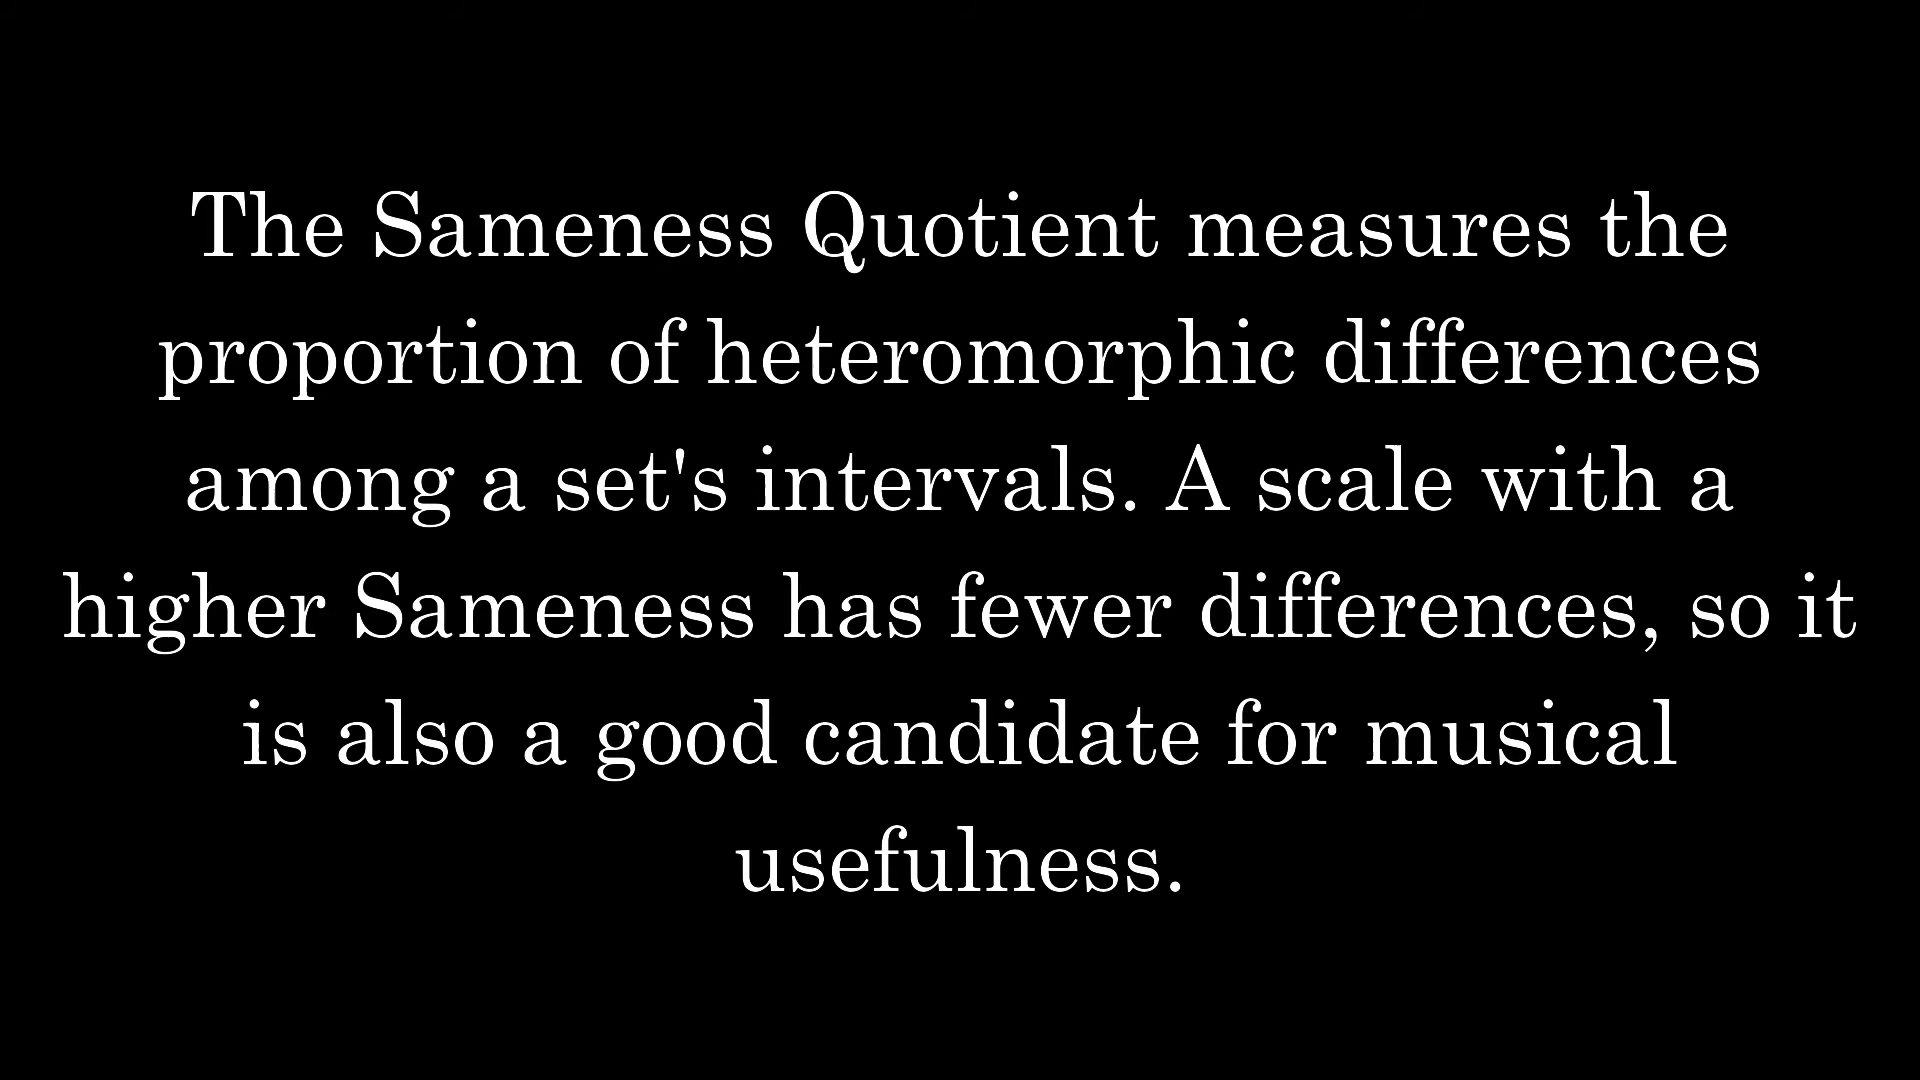 The Sameness Quotient measures the
proportion of heteromorphic differences
among a set's intervals. A scale with a
higher Sameness has fewer differences, so it
is also a good candidate for musical
usefulness.